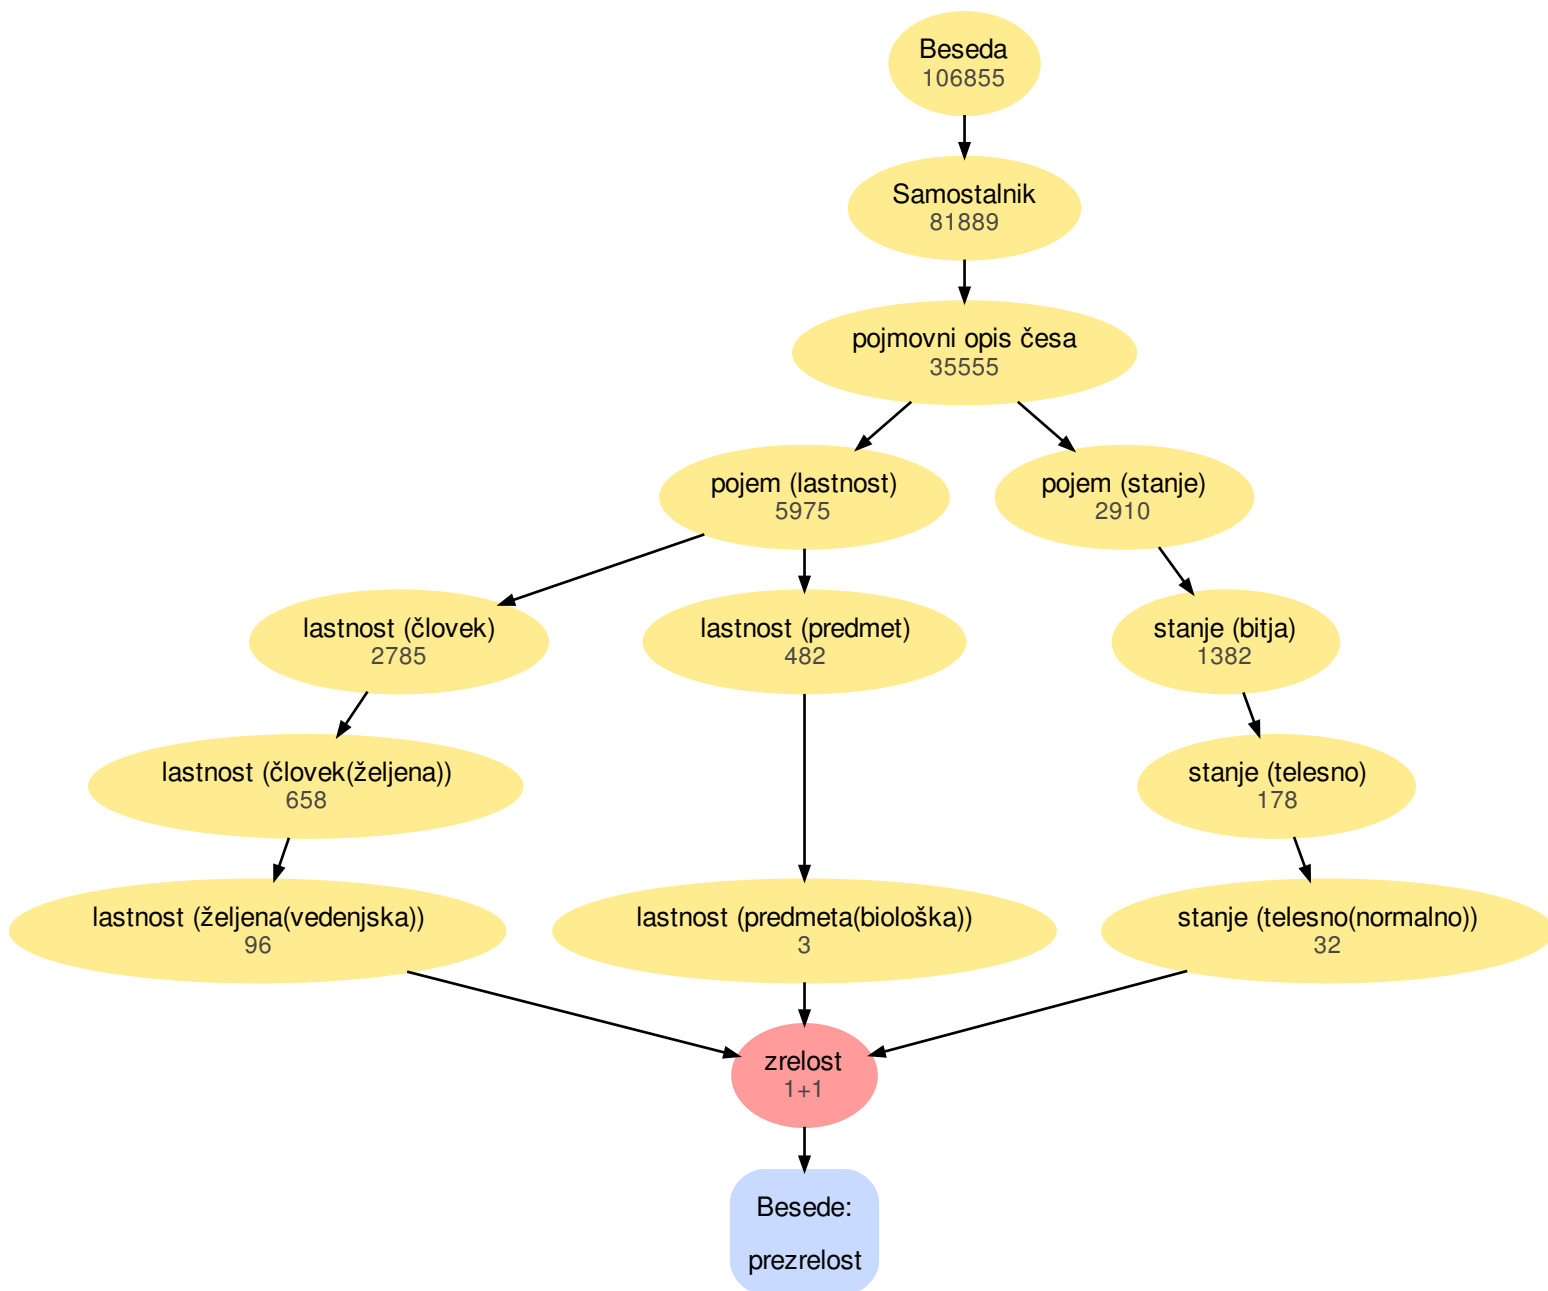 Beseda
106855
Samostalnik
81889
pojmovni opis česa
35555
pojem (lastnost)
5975
pojem (stanje)
2910
lastnost (človek)
2785
lastnost (predmet)
482
stanje (bitja)
1382
lastnost (človek(željena))
658
stanje (telesno)
178
lastnost (željena(vedenjska))
96
lastnost (predmeta(biološka))
3
stanje (telesno(normalno))
32
zrelost
1+1
Besede:
prezrelost